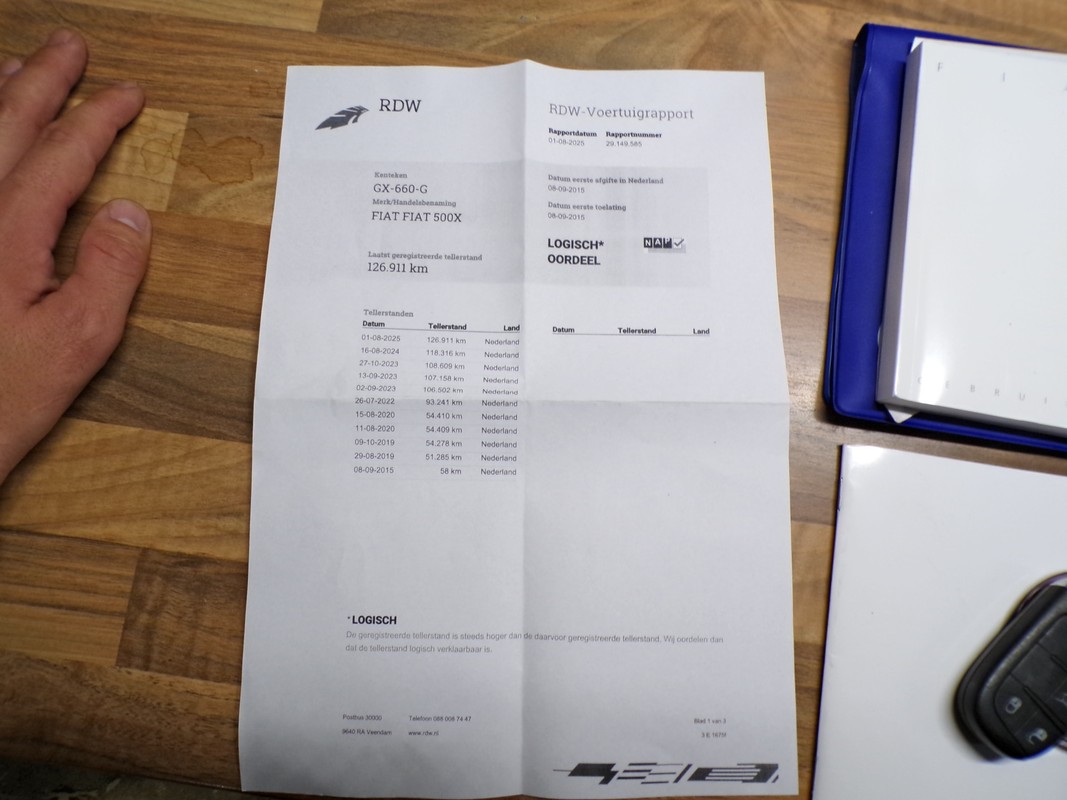 RDW
RDW-Voertuigrapport
Rapportdatum Rapportnummer
01-08-2025 29.149.585
Kenteken
GX-660-G
Merk/Handelsbenaming
FIAT FIAT 500X
Laatst geregistreerde tellerstand
126.911 km
Datum eerste afgifte in Nederland
08-09-2015
Datum eerste toelating
08-09-2015
LOGISCH*
OORDEEL
NAP
Tellerstanden
Datum Tellerstand Land
01-08-2025 126.911 km Nederland
16-08-2024 118.316 km Nederland
27-10-2023 108.609 km Nederland
13-09-2023 107.158 km Nederland
02-09-2023 106.502 km Nederland
26-07-2022 93.241 km Nederland
15-08-2020 54.410 km Nederland
11-08-2020 54.409 km Nederland
09-10-2019 54.278 km Nederland
29-08-2019 51.285 km Nederland
08-09-2015 58 km Nederland
Datum Tellerstand Land
*LOGISCH
De geregistreerde tellerstand is steeds hoger dan de daarvoor geregistreerde tellerstand. Wij oordelen dan
dat de tellerstand logisch verklaarbaar is.
Postbus 30000 Telefoon 088 008 74 47
9640 RA Veendam www.rdw.nl
Blad 1 van 3
F I
B R U I